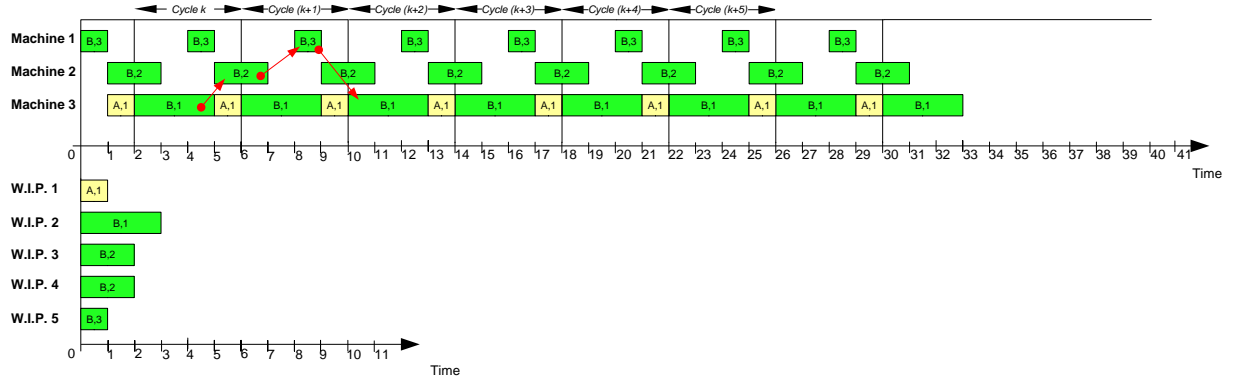 Cycle k Cycle (k+1) Cycle (k+2) Cycle (k+3) Cycle (k+4) Cycle (k+5)
Machine 1 B,3 B,3 B,3 B,3 B,3 B,3 B,3 B,3
Machine 2 B,2 B,2 B,2 B,2 B,2 B,2 B,2 B,2
Machine 3 A,1 B,1 A,1 B,1 A,1 B,1 A,1 B,1 A,1 B,1 A,1 B,1 A,1 B,1 A,1 B,1
0 1 2 3 4 5 6 7 8 9 10 11 12 13 14 15 16 17 18 19 20 21 22 23 24 25 26 27 28 29 30 31 32 33 34 35 36 37 38 39 40 41
Time
W.I.P. 1 A,1
W.I.P. 2 B,1
W.I.P. 3 B,2
W.I.P. 4 B,2
W.I.P. 5 B,3
0 1 2 3 4 5 6 7 8 9 10 11
Time